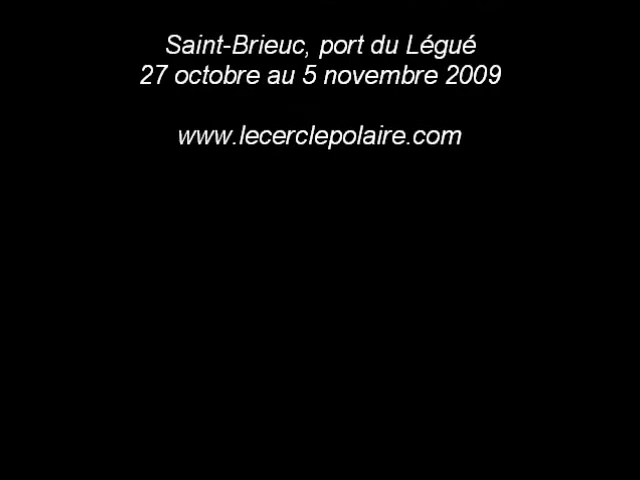 Saint-Brieuc, port du Légué
27 octobre au 5 novembre 2009
www.lecerclepolaire.com